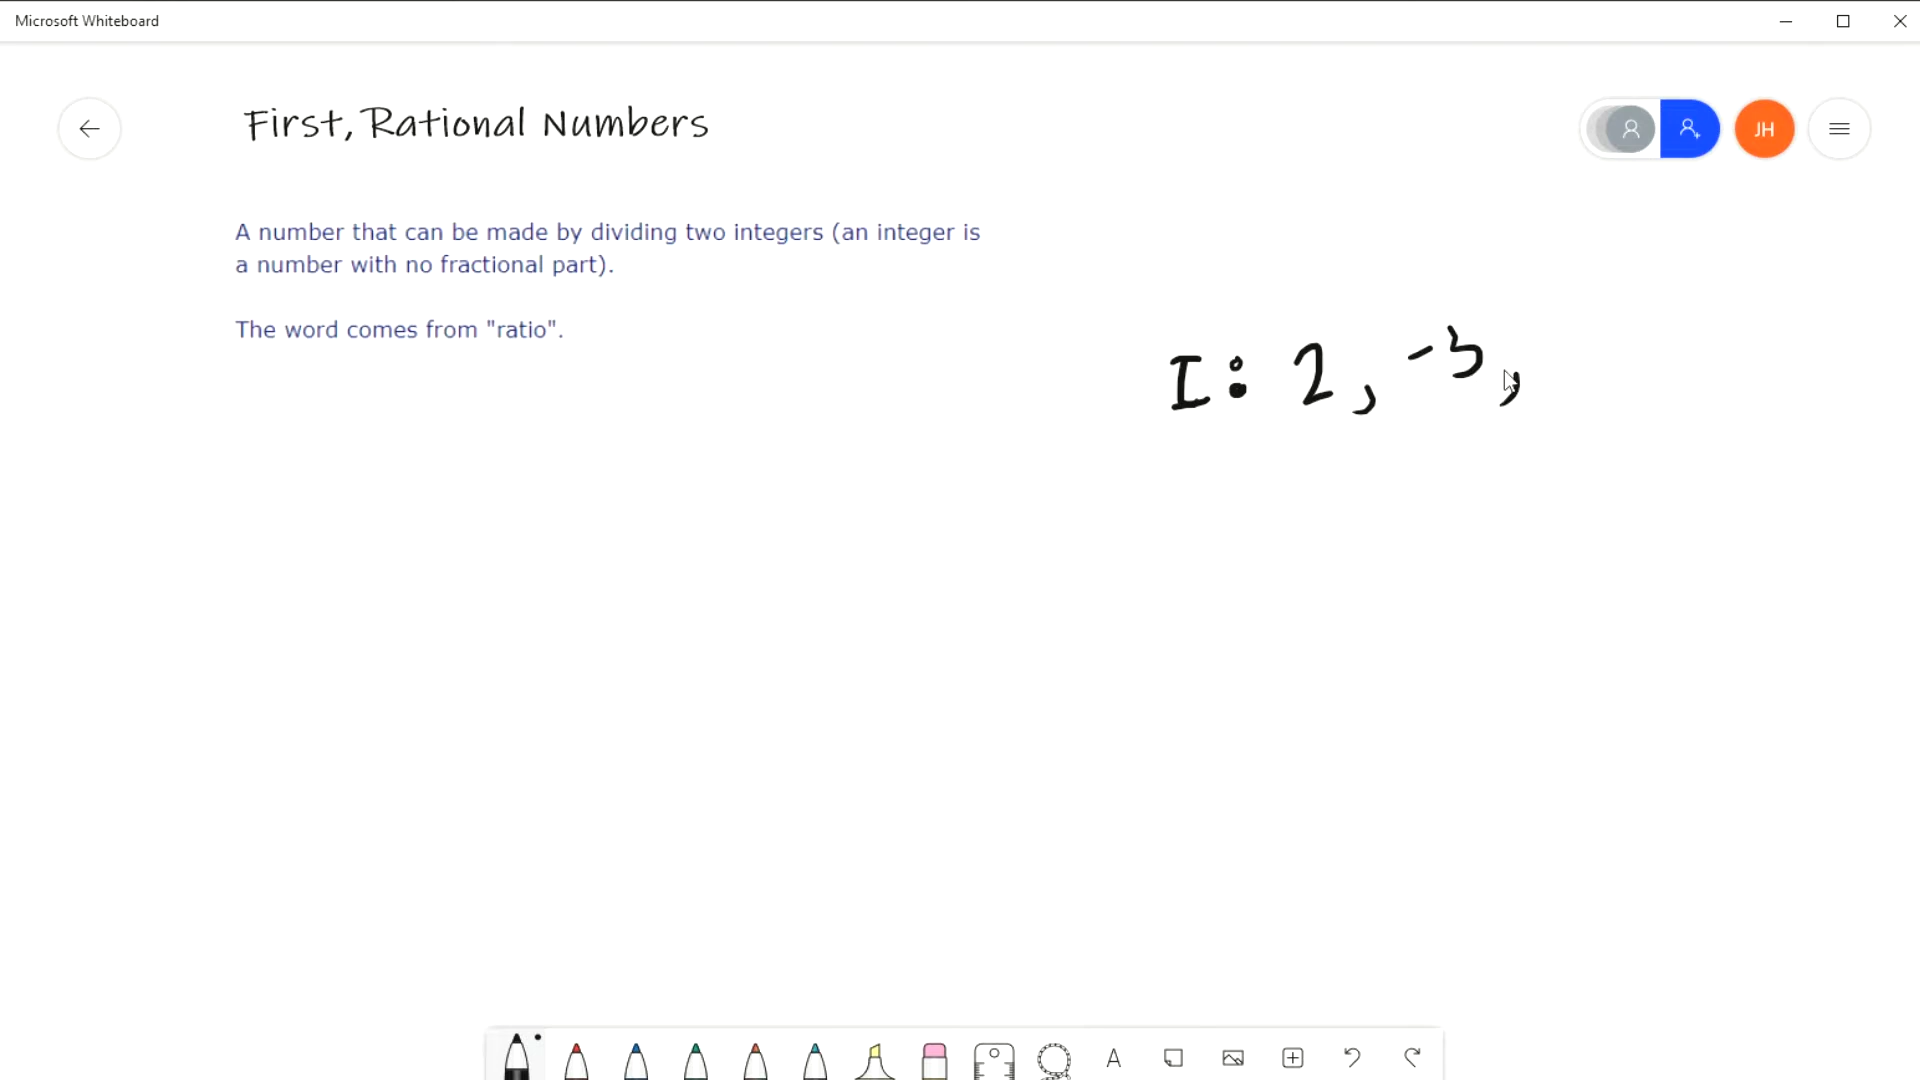 Microsoft Whiteboard
First, Rational Numbers
JH
A number that can be made by dividing two integers (an integer is
a number with no fractional part).
The word comes from "ratio".
I: 2, -5,
A